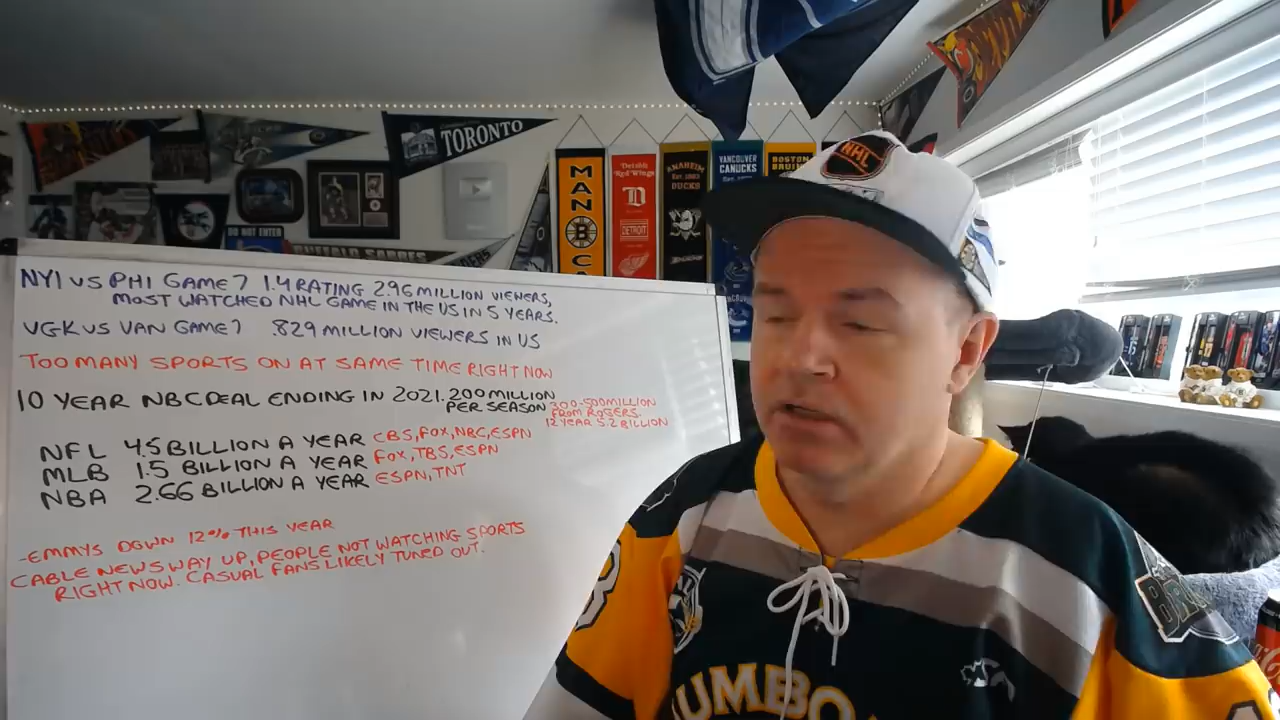 TORONTO
MAN
B
CA
Detroit
Red Wings
D
DETROIT
ANAHEIM
DUCKS
VANCOUVER
CANUCKS
BOSTON
BRUINS
NHL
DO NOT ENTER
BUFFALO SABRES
NYI VS PHI GAME 7 1.4 RATING 2.96 MILLION VIEWERS,
MOST WATCHED NHL GAME IN THE US IN 5 YEARS.
VGK VS VAN GAME 7 .829 MILLION VIEWERS IN US
TOO MANY SPORTS ON AT SAME TIME RIGHT NOW
10 YEAR NBC DEAL ENDING IN 2021. 200 MILLION
PER SEASON
300-500 MILLION
FROM ROGERS.
12 YEAR 5.2 BILLION
NFL 4.5 BILLION A YEAR CBS, FOX, NBC, ESPN
MLB 1.5 BILLION A YEAR FOX, TBS, ESPN
NBA 2.66 BILLION A YEAR ESPN, TNT
-EMMYS DOWN 12% THIS YEAR
CABLE NEWS WAY UP, PEOPLE NOT WATCHING SPORTS
RIGHT NOW. CASUAL FANS LIKELY TUNED OUT.
UMBO